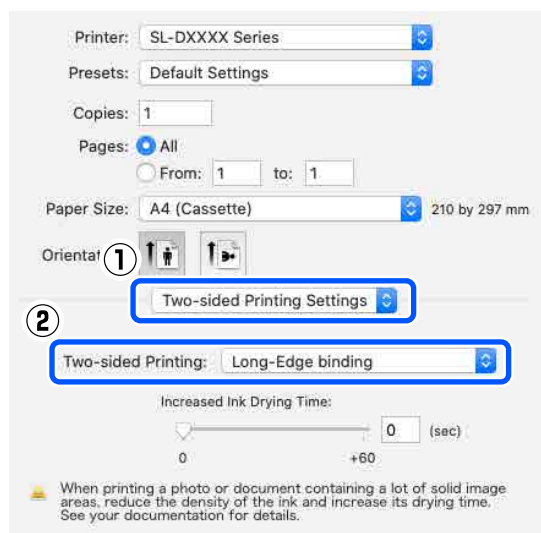 Printer: SL-DXXXX Series
Presets: Default Settings
Copies: 1
Pages: All
From: 1 to: 1
Paper Size: A4 (Cassette) 210 by 297 mm
Orientat
1
Two-sided Printing Settings
2
Two-sided Printing: Long-Edge binding
Increased Ink Drying Time:
0 (sec)
0 +60
When printing a photo or document containing a lot of solid image
areas, reduce the density of the ink and increase its drying time.
See your documentation for details.